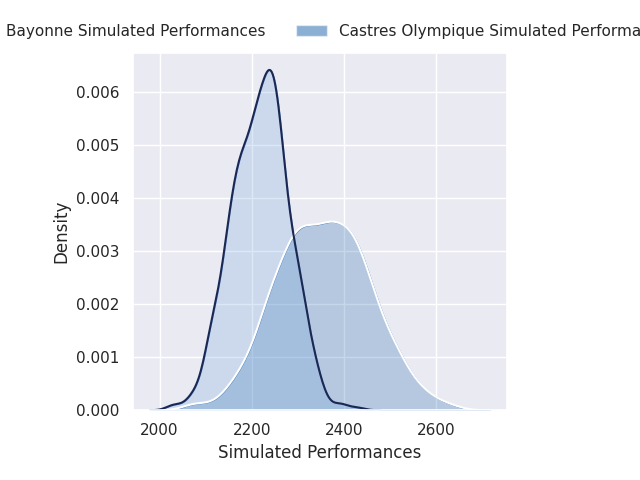 Bayonne Simulated Performances
Castres Olympique Simulated Performa
0.006
0.005
0.004
0.003
0.002
0.001
0.000
Density
2000
2200
2400
2600
Simulated Performances